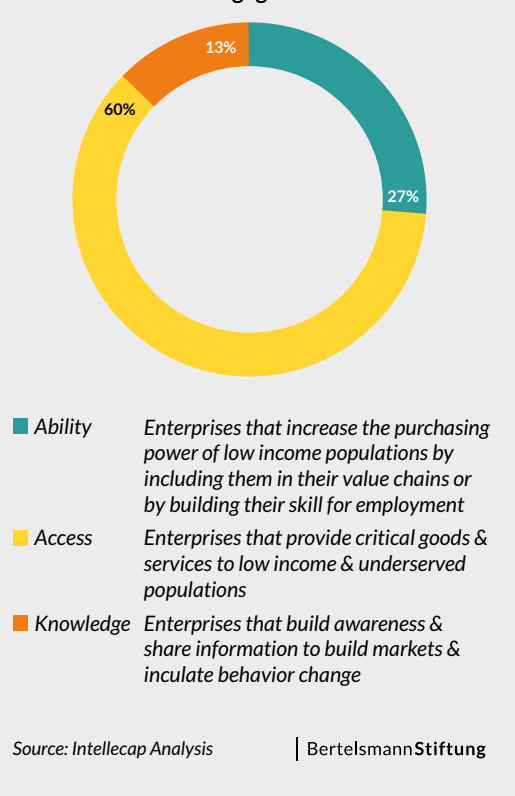 13%
60%
27%
Ability
Enterprises that increase the purchasing
power of low income populations by
including them in their value chains or
by building their skill for employment
Access
Enterprises that provide critical goods &
services to low income & underserved
populations
Knowledge
Enterprises that build awareness &
share information to build markets &
inculate behavior change
Source: Intellecap Analysis
BertelsmannStiftung